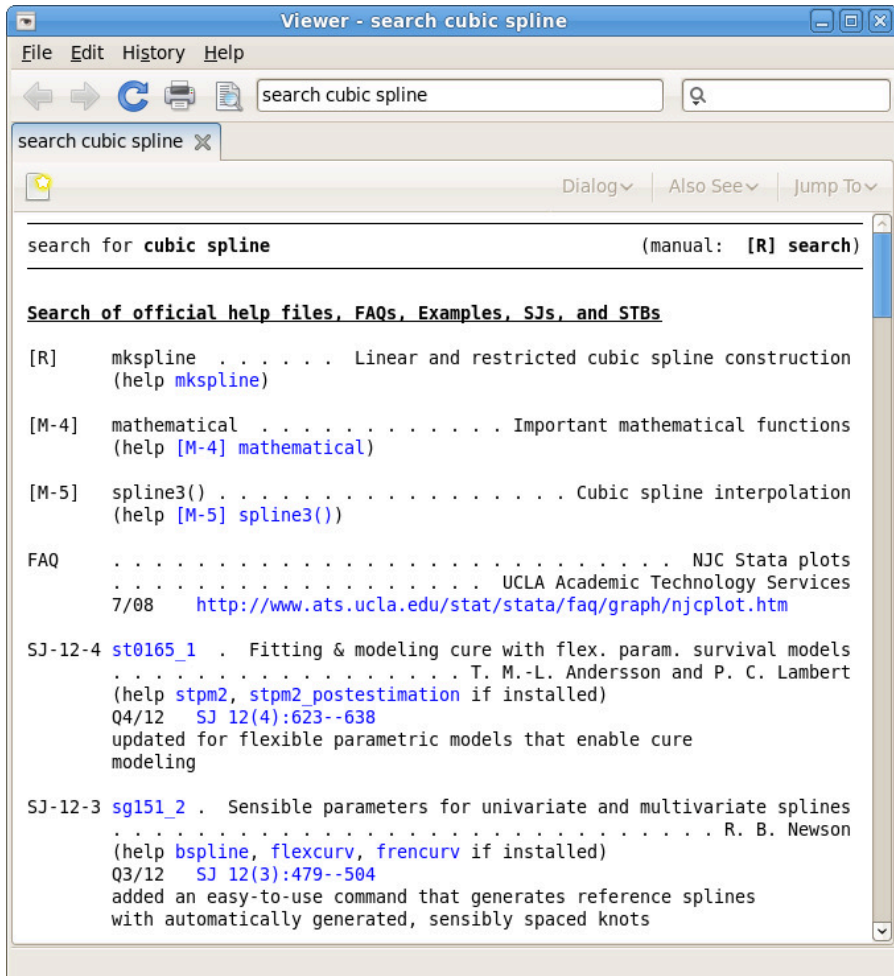 Viewer - search cubic spline
File Edit History Help
search cubic spline
search cubic spline
Dialog Also See Jump To
search for cubic spline (manual: [R] search)
Search of official help files, FAQs, Examples, SJs, and STBs
[R] mkspline . . . . . . Linear and restricted cubic spline construction
(help mkspline)
[M-4] mathematical . . . . . . . . . . . . Important mathematical functions
(help [M-4] mathematical)
[M-5] spline3() . . . . . . . . . . . . . . . . . Cubic spline interpolation
(help [M-5] spline3())
FAQ . . . . . . . . . . . . . . . . . . . . . . . . . . . NJC Stata plots
. . . . . . . . . . . . . . . . . . UCLA Academic Technology Services
7/08 http://www.ats.ucla.edu/stat/stata/faq/graph/njcplot.htm
SJ-12-4 st0165_1 . Fitting & modeling cure with flex. param. survival models
. . . . . . . . . . . . . . . . . T. M.-L. Andersson and P. C. Lambert
(help stpm2, stpm2_postestimation if installed)
Q4/12 SJ 12(4):623--638
updated for flexible parametric models that enable cure
modeling
SJ-12-3 sg151_2 . Sensible parameters for univariate and multivariate splines
. . . . . . . . . . . . . . . . . . . . . . . . . . . . . R. B. Newson
(help bspline, flexcurv, frencurv if installed)
Q3/12 SJ 12(3):479--504
added an easy-to-use command that generates reference splines
with automatically generated, sensibly spaced knots